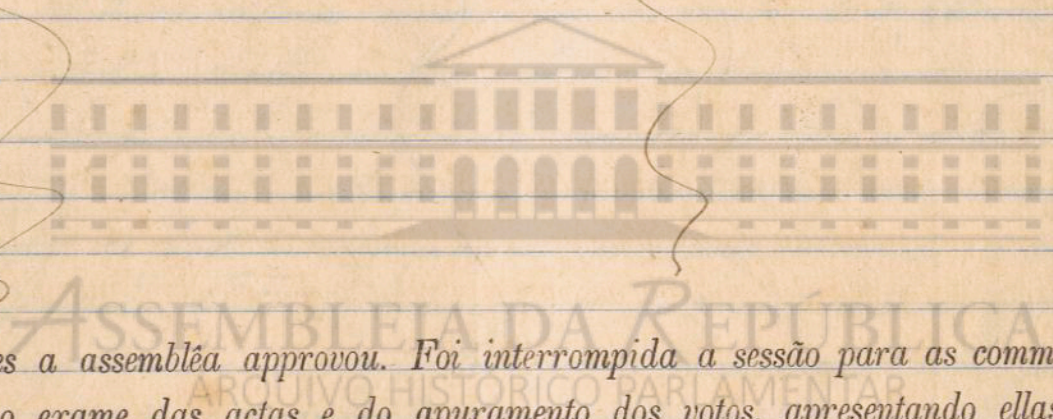 ASSEMBLEIA DA REPÚBLICA
es a assemblêa approvou. Foi interrompida a sessão para as comm
ARQUIVO HISTÓRICO PARLAMENTAR
o exame das actas e do apuramento dos votos, apresentando ellas